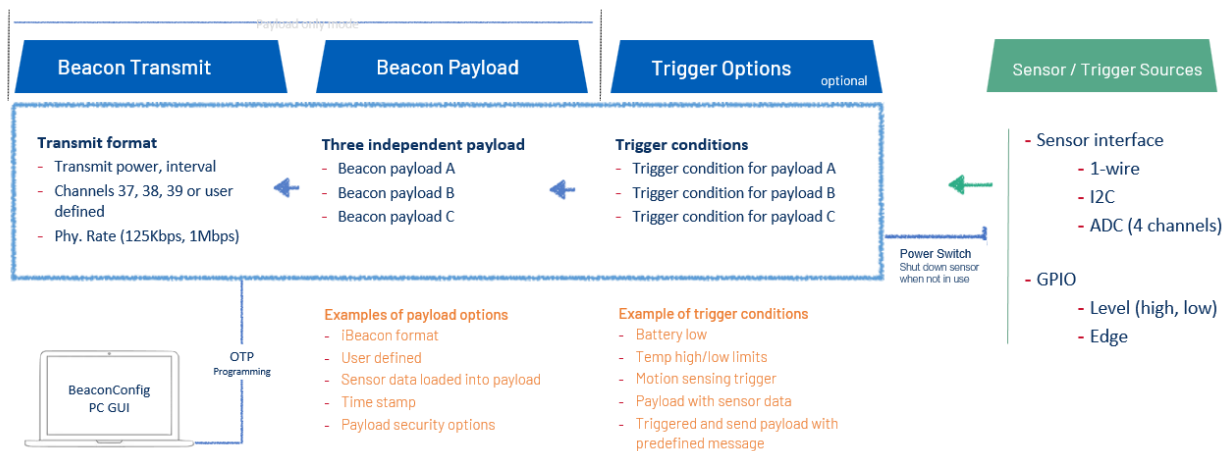 Payload only mode
Beacon Transmit
Beacon Payload
Trigger Options
optional
Sensor / Trigger Sources
Transmit format
- Transmit power, interval
- Channels 37, 38, 39 or user
defined
- Phy. Rate (125Kbps, 1Mbps)
Three independent payload
- Beacon payload A
- Beacon payload B
- Beacon payload C
Trigger conditions
- Trigger condition for payload A
- Trigger condition for payload B
- Trigger condition for payload C
- Sensor interface
- 1-wire
- I2C
- ADC (4 channels)
- GPIO
- Level (high, low)
- Edge
Power Switch
Shut down sensor
when not in use
BeaconConfig
PC GUI
OTP
Programming
Examples of payload options
- iBeacon format
- User defined
- Sensor data loaded into payload
- Time stamp
- Payload security options
Example of trigger conditions
- Battery low
- Temp high/low limits
- Motion sensing trigger
- Payload with sensor data
- Triggered and send payload with
predefined message